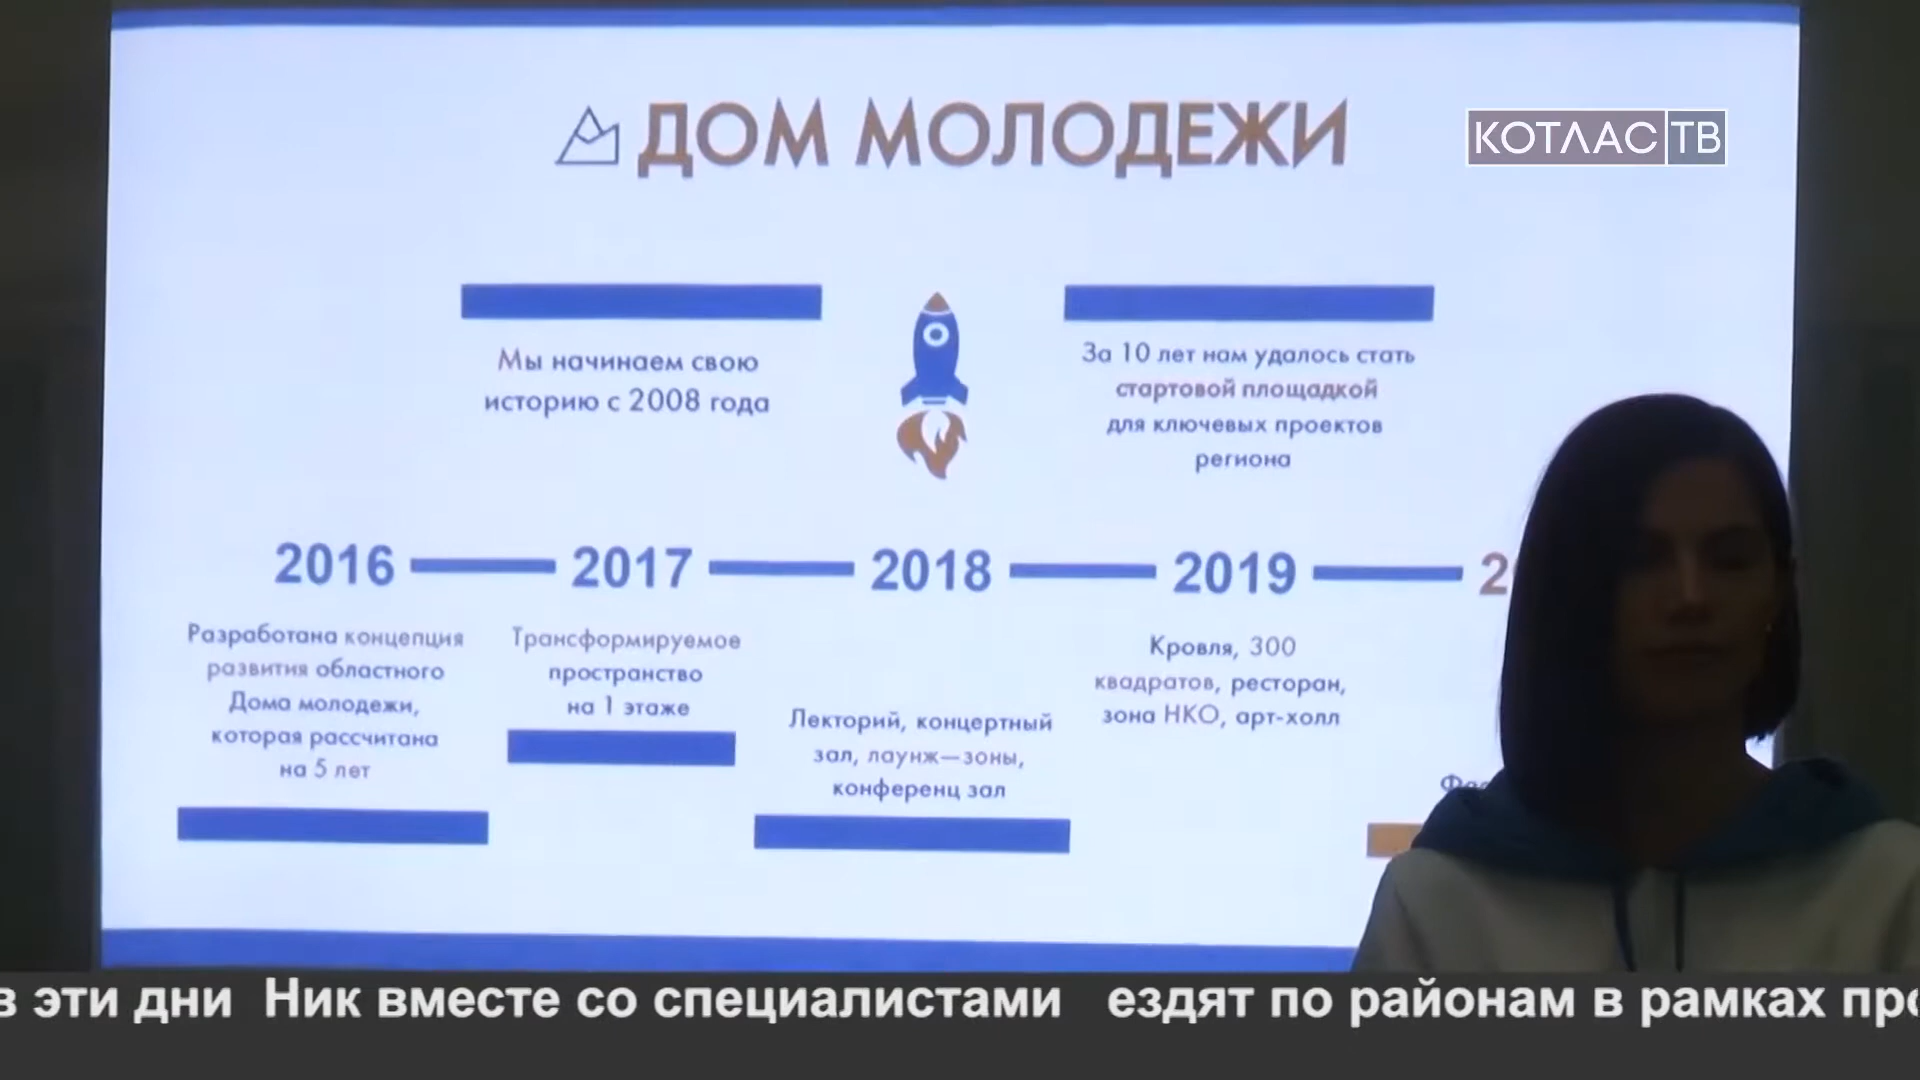 ДОМ МОЛОДЕЖИ
КОТЛАС ТВ
Мы начинаем свою
историю с 2008 года
За 10 лет нам удалось стать
стартовой площадкой
для ключевых проектов
региона
2016
2017
2018
2019
Разработана концепция
развития областного
Дома молодежи,
которая рассчитана
на 5 лет
Трансформируемое
пространство
на 1 этаже
Лекторий, концертный
зал, лаунж—зоны,
конференц зал
Кровля, 300
квадратов, ресторан,
зона НКО, арт-холл
в эти дни Ник вместе со специалистами ездят по районам в рамках